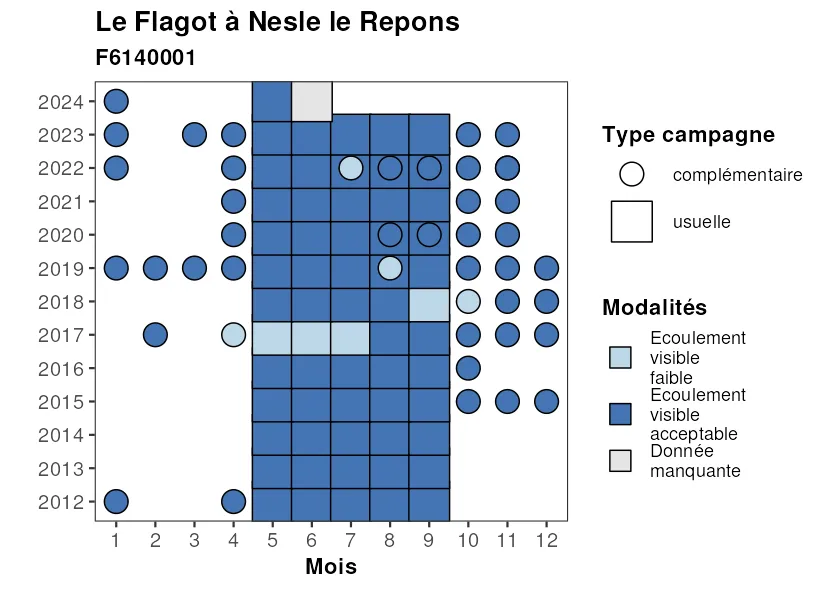 Le Flagot à Nesle le Repons
F6140001
2024
2023
2022
2021
2020
2019
2018
2017
2016
2015
2014
2013
2012
1 2 3 4 5 6 7 8 9 10 11 12
Mois
Type campagne
complémentaire
usuelle
Modalités
Ecoulement
visible
faible
Ecoulement
visible
acceptable
Donnée
manquante